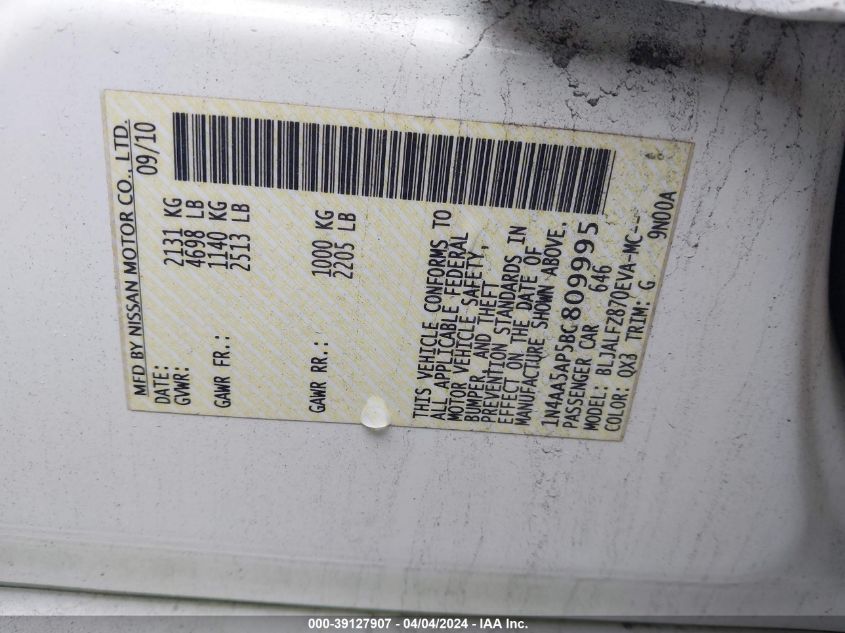 MFD BY NISSAN MOTOR CO., LTD.
DATE: 09/10
GVWR: 2131 KG
4698 LB
GAWR FR.: 1140 KG
2513 LB
GAWR RR.: 1000 KG
2205 LB
THIS VEHICLE CONFORMS TO
ALL APPLICABLE FEDERAL
MOTOR VEHICLE SAFETY,
BUMPER, AND THEFT
PREVENTION STANDARDS IN
EFFECT ON THE DATE OF
MANUFACTURE SHOWN ABOVE.
1N4AA5AP5BC809995
PASSENGER CAR 646
MODEL: BLJALFZ870EVA-MC--
COLOR: QX3 TRIM: G 9N00A
000-39127907 - 04/04/2024 - IAA Inc.